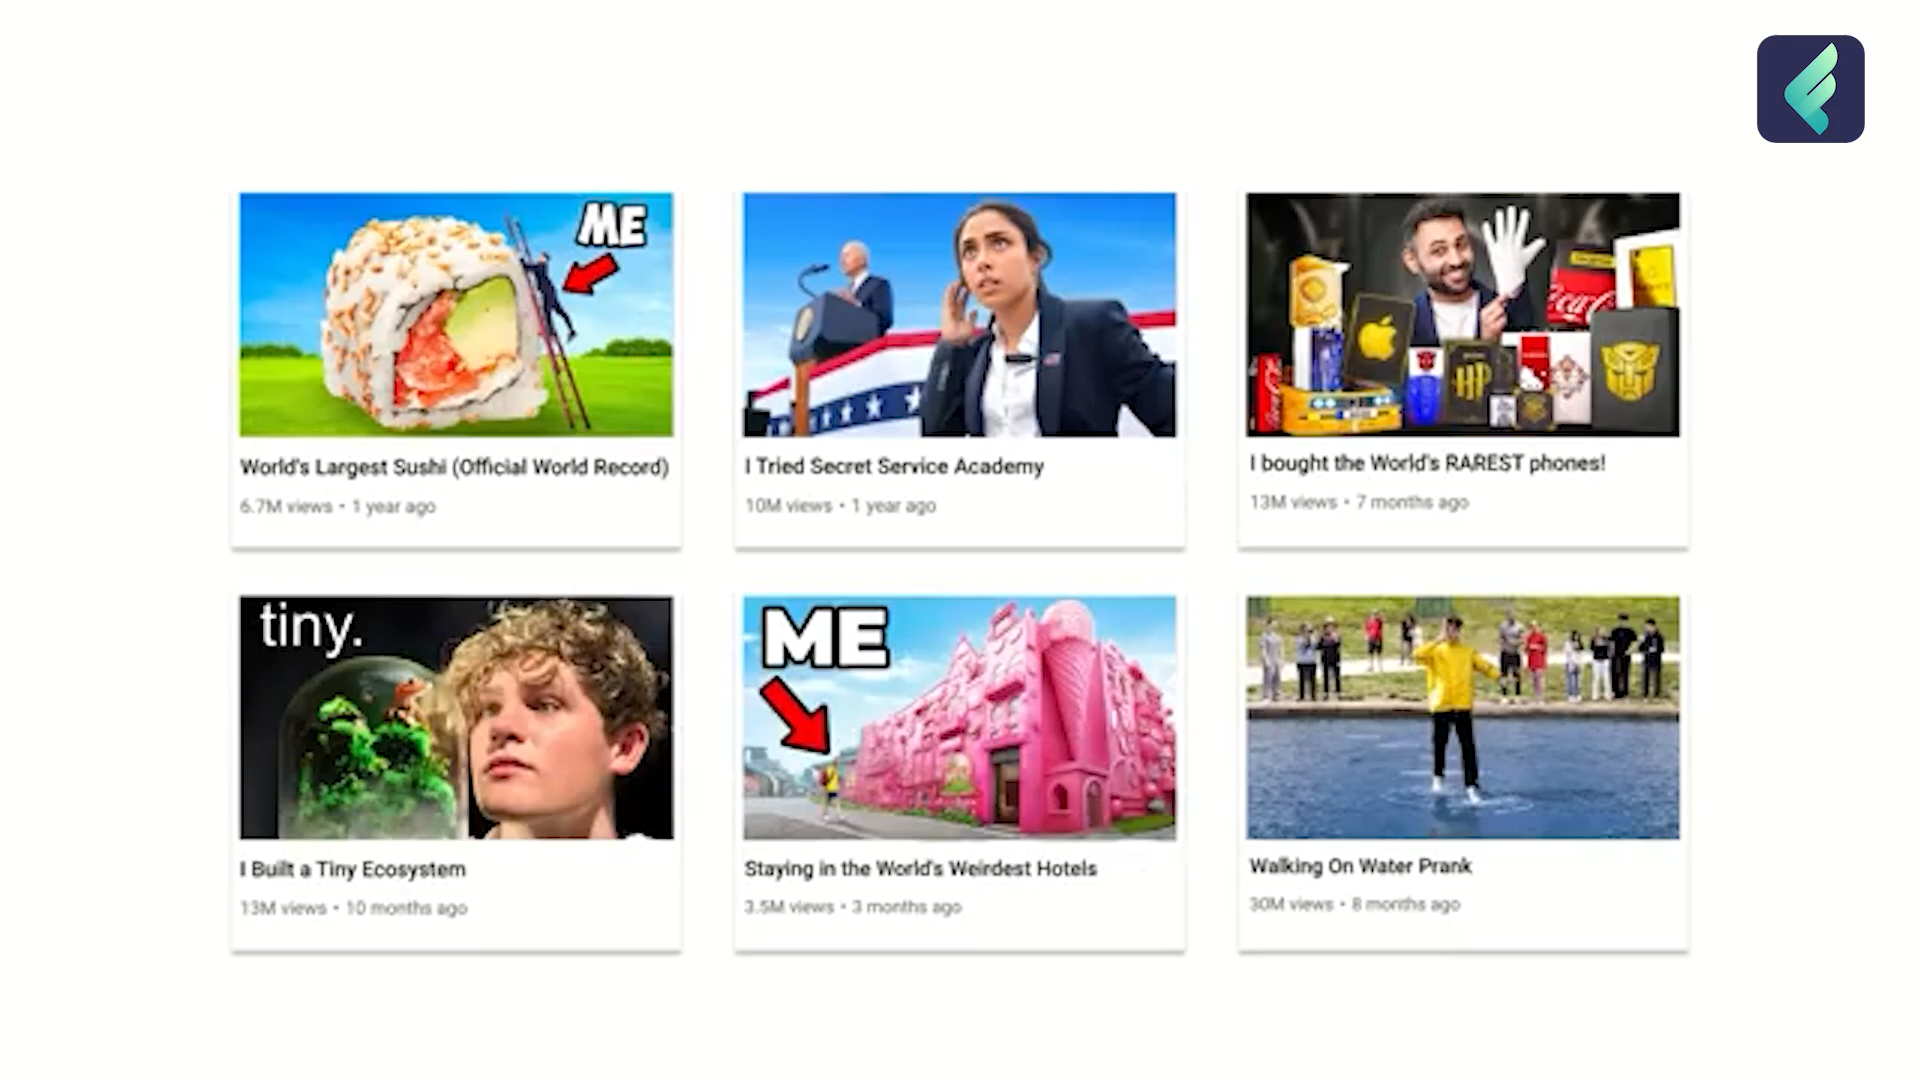 ME
World's Largest Sushi (Official World Record)
6.7M views • 1 year ago
I Tried Secret Service Academy
10M views • 1 year ago
Coca
HP
I bought the World's RAREST phones!
13M views • 7 months ago
tiny.
I Built a Tiny Ecosystem
13M views • 10 months ago
ME
Staying in the World's Weirdest Hotels
3.5M views • 3 months ago
Walking On Water Prank
30M views • 8 months ago